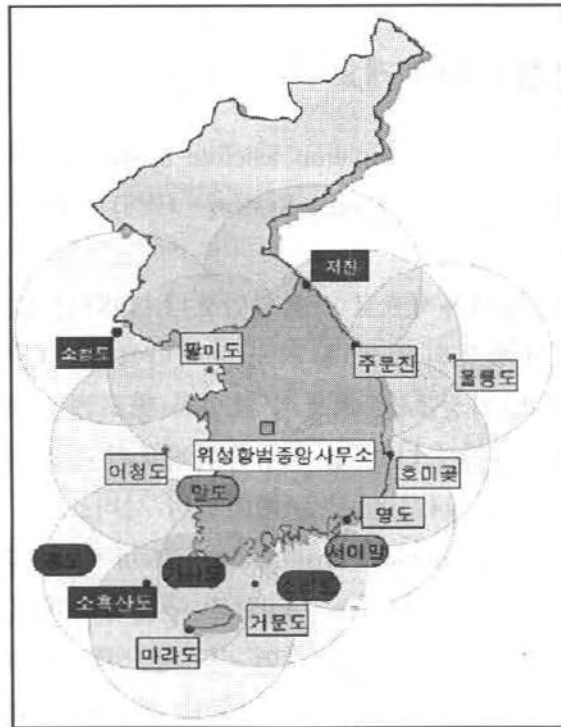 저진
소청도
팔미도
주문진
울릉도
위성항법중앙사무소
어청도
호미곶
말도
영도
서이말
소흑산도
거문도
마라도